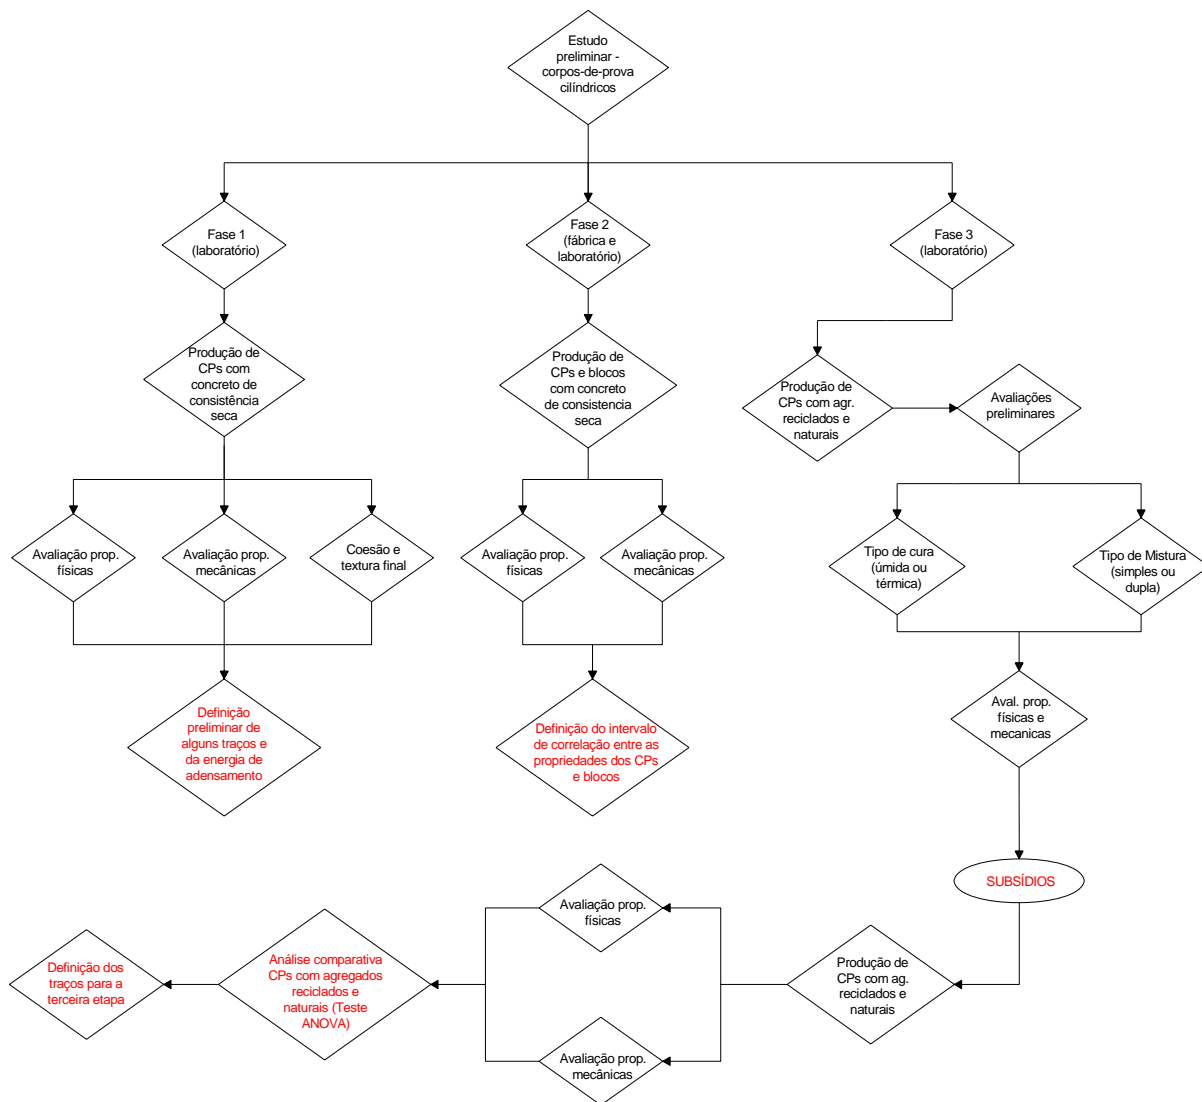 Estudo
preliminar -
corpos-de-prova
cilíndricos
Fase 1
(laboratório)
Fase 2
(fábrica e
laboratório)
Fase 3
(laboratório)
Produção de
CPs com
concreto de
consistência
seca
Produção de
CPs e blocos
com concreto
de consistencia
seca
Produção de
CPs com agr.
reciclados e
naturais
Avaliações
preliminares
Avaliação prop.
físicas
Avaliação prop.
mecânicas
Coesão e
textura final
Avaliação prop.
físicas
Avaliação prop.
mecânicas
Tipo de cura
(úmida ou
térmica)
Tipo de Mistura
(simples ou
dupla)
Definição
preliminar de
alguns traços e
da energia de
adensamento
Definição do intervalo
de correlação entre as
propriedades dos CPs
e blocos
Aval. prop.
físicas e
mecanicas
SUBSÍDIOS
Produção de
CPs com ag.
reciclados e
naturais
Avaliação prop.
físicas
Avaliação prop.
mecânicas
Análise comparativa
CPs com agregados
reciclados e
naturais (Teste
ANOVA)
Definição dos
traços para a
terceira etapa